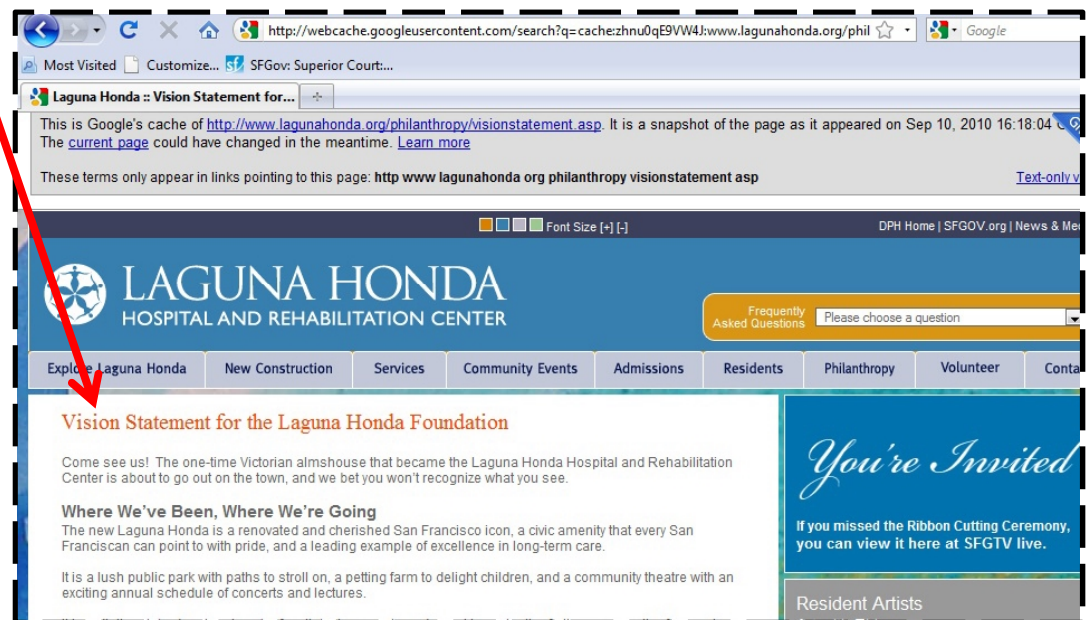 http://webcache.googleusercontent.com/search?q=cache:zhnu0qE9VW4J:www.lagunahonda.org/phil
Google
Most Visited Customize... SFGov: Superior Court:...
Laguna Honda :: Vision Statement for...
This is Google's cache of http://www.lagunahonda.org/philanthropy/visionstatement.asp. It is a snapshot of the page as it appeared on Sep 10, 2010 16:18:04
The current page could have changed in the meantime. Learn more
These terms only appear in links pointing to this page: http www lagunahonda org philanthropy visionstatement asp
Text-only
Font Size [+] [-]
DPH Home | SFGOV.org | News &
LAGUNA HONDA
HOSPITAL AND REHABILITATION CENTER
Frequently
Asked Questions
Please choose a question
Explore Laguna Honda New Construction Services Community Events Admissions Residents Philanthropy Volunteer
Vision Statement for the Laguna Honda Foundation
Come see us! The one-time Victorian almshouse that became the Laguna Honda Hospital and Rehabilitation
Center is about to go out on the town, and we bet you won't recognize what you see.
Where We've Been, Where We're Going
The new Laguna Honda is a renovated and cherished San Francisco icon, a civic amenity that every San
Franciscan can point to with pride, and a leading example of excellence in long-term care.
It is a lush public park with paths to stroll on, a petting farm to delight children, and a community theatre with an
exciting annual schedule of concerts and lectures.
You're Invited
If you missed the Ribbon Cutting Ceremony,
you can view it here at SFGTV live.
Resident Artists